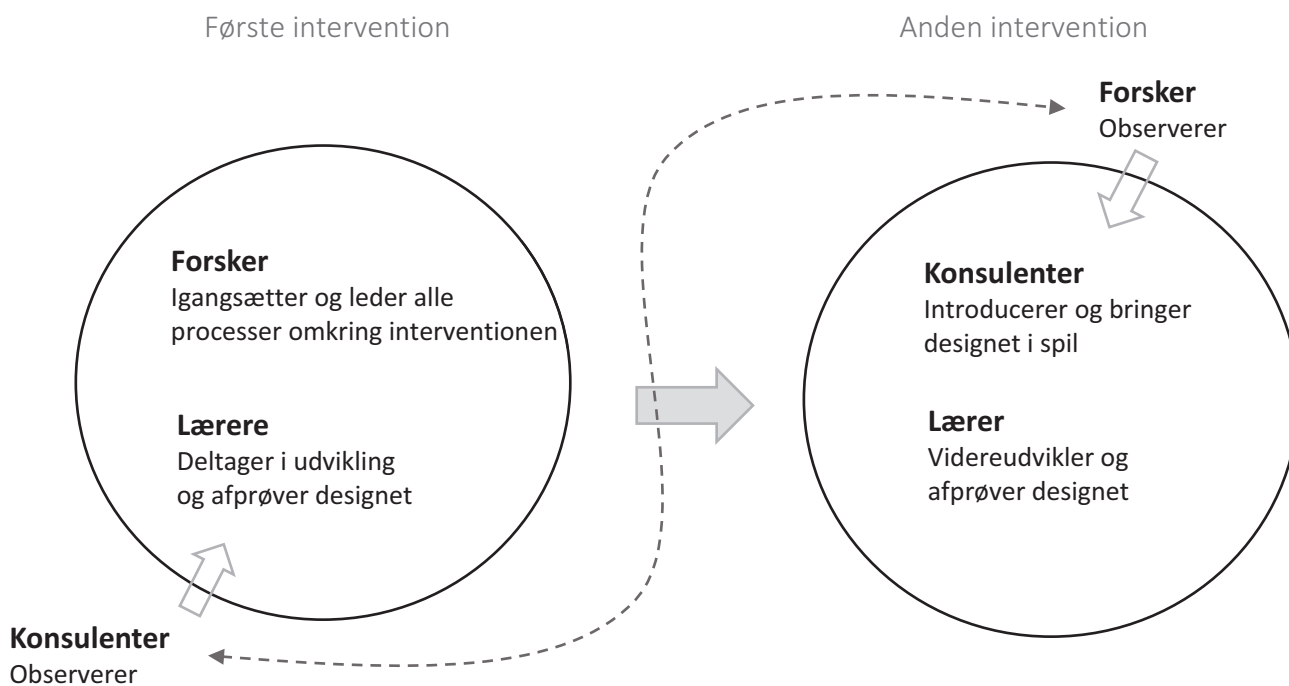 Første intervention
Anden intervention
Forsker
Observerer
Forsker
Igangsætter og leder alle
processer omkring interventionen
Lærere
Deltager i udvikling
og afprøver designet
Konsulenter
Observerer
Konsulenter
Introducerer og bringer
designet i spil
Lærer
Videreudvikler og
afprøver designet